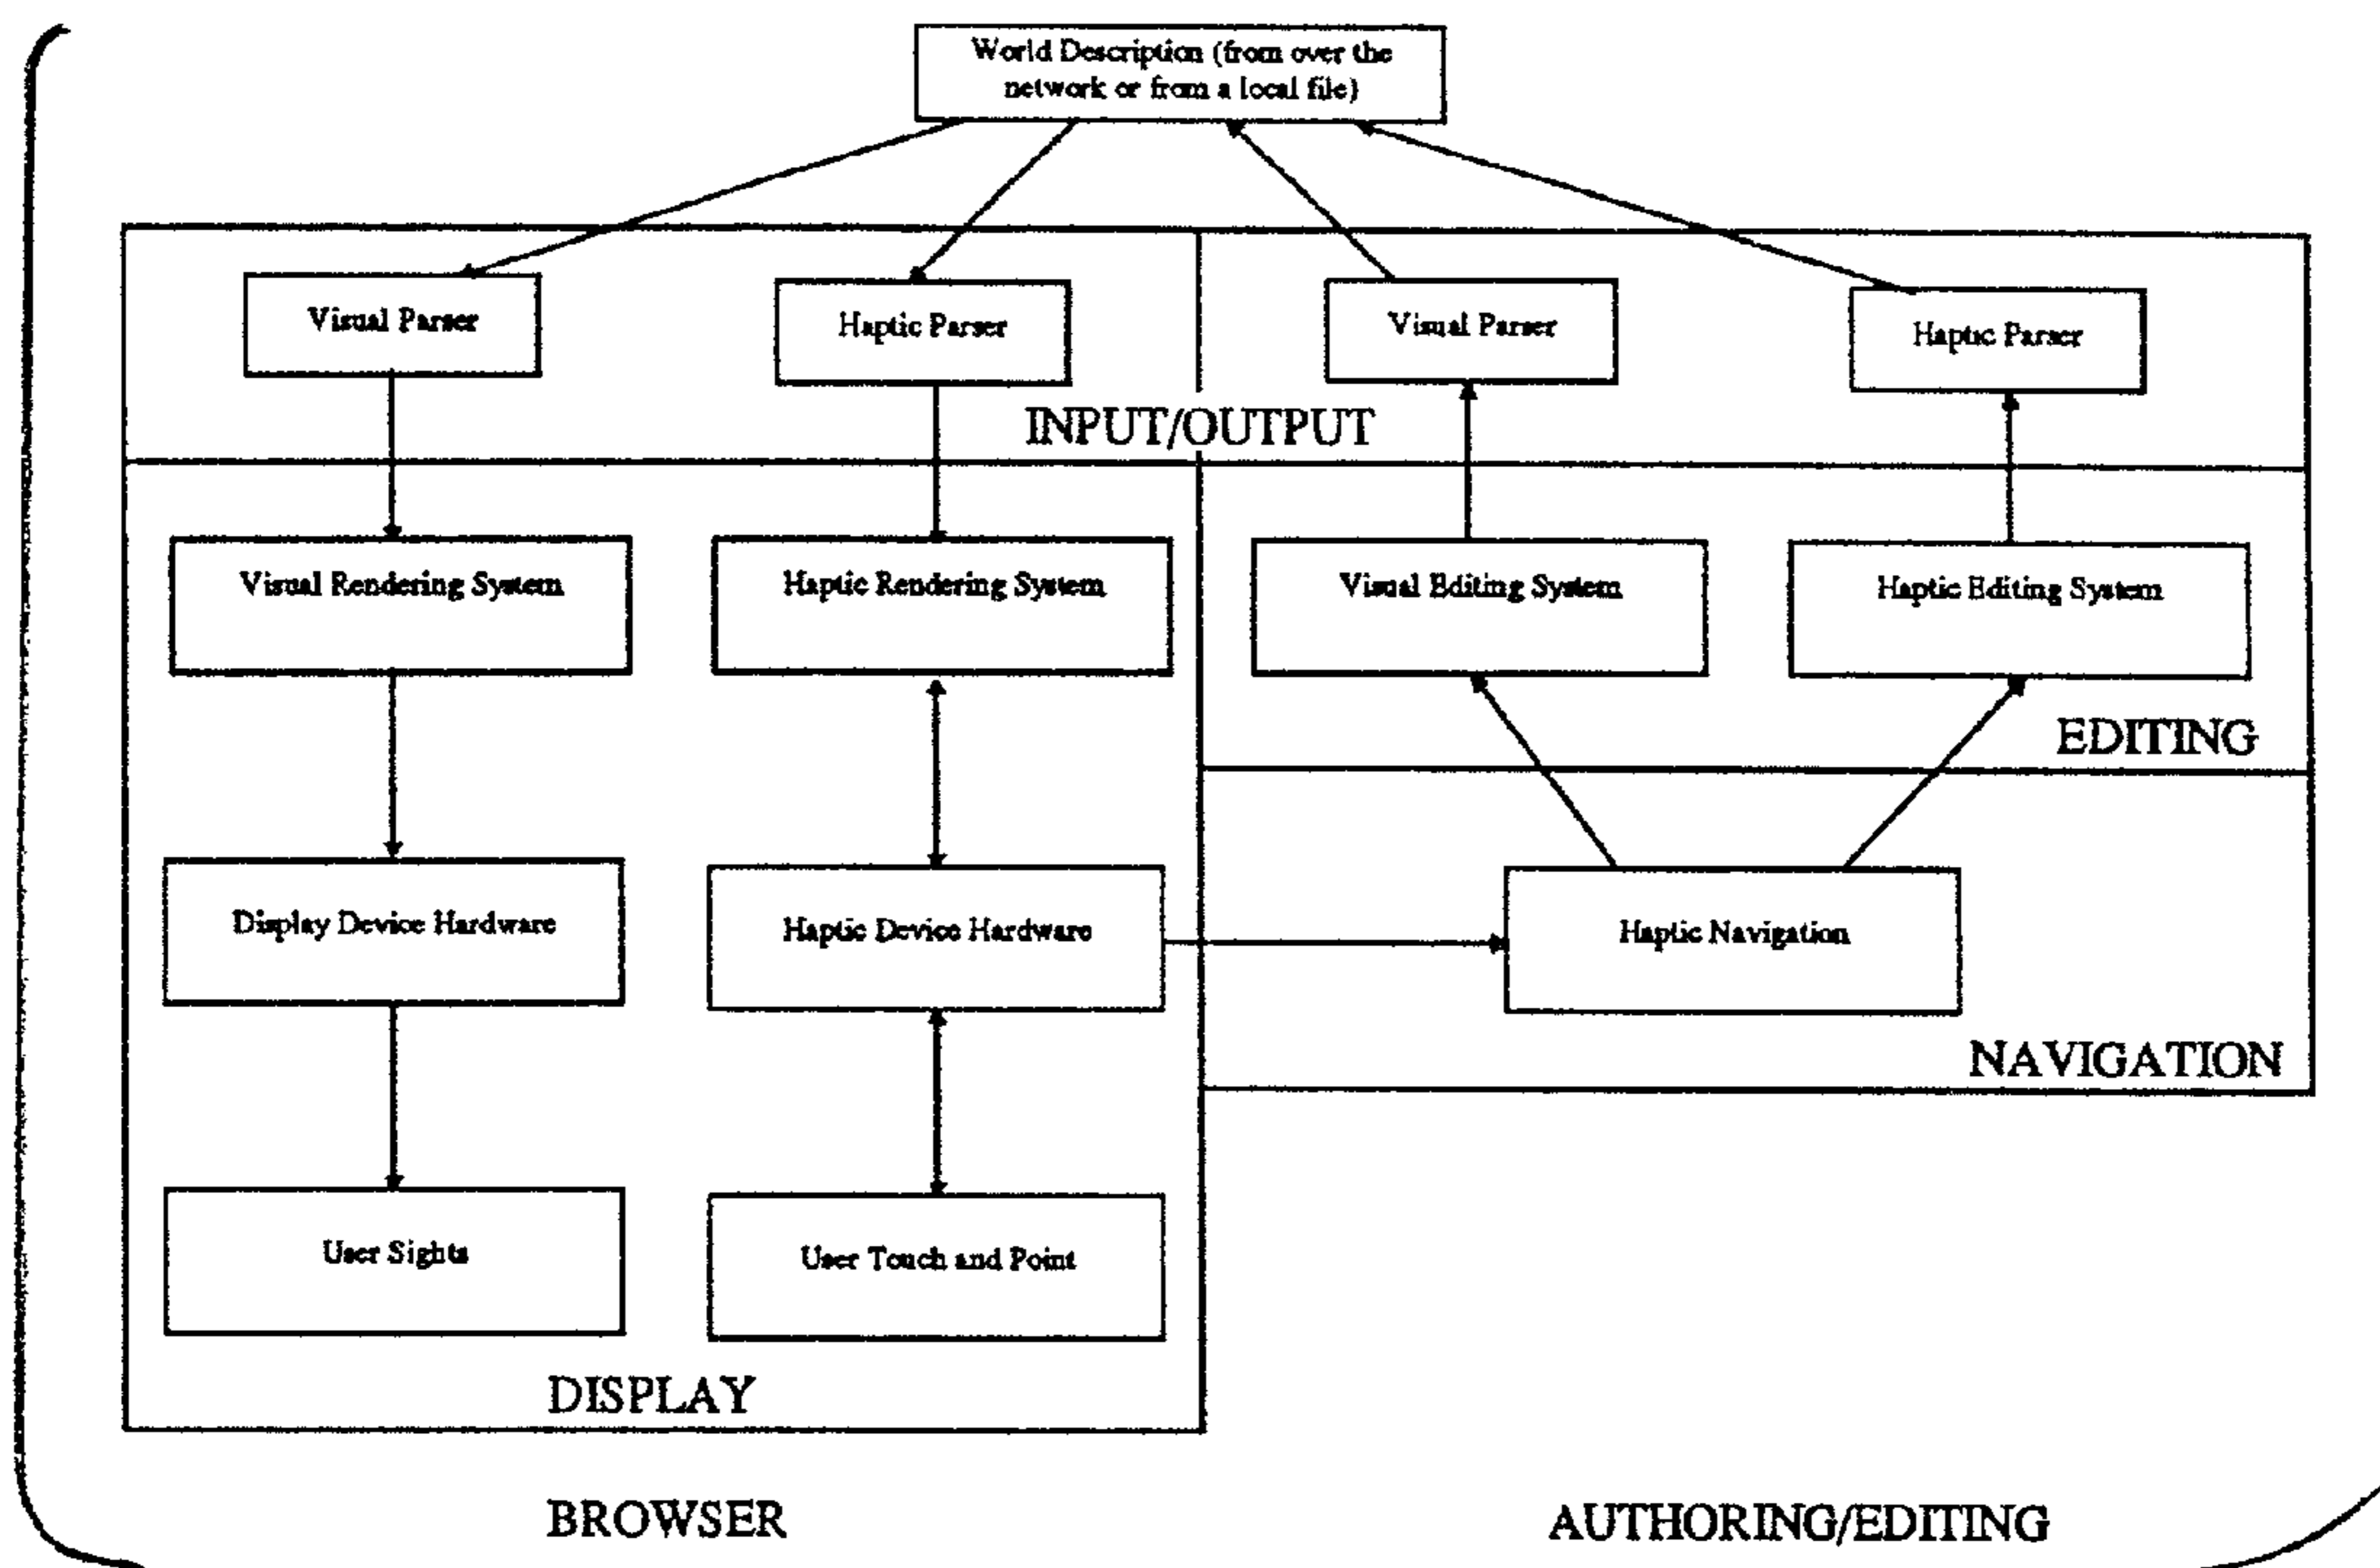 World Description (from over the
network or from a local file)
Visual Parser
Haptic Parser
Visual Parser
Haptic Parser
INPUT/OUTPUT
Visual Rendering System
Haptic Rendering System
Visual Editing System
Haptic Editing System
EDITING
Display Device Hardware
Haptic Device Hardware
Haptic Navigation
NAVIGATION
User Sights
User Touch and Point
DISPLAY
BROWSER
AUTHORING/EDITING